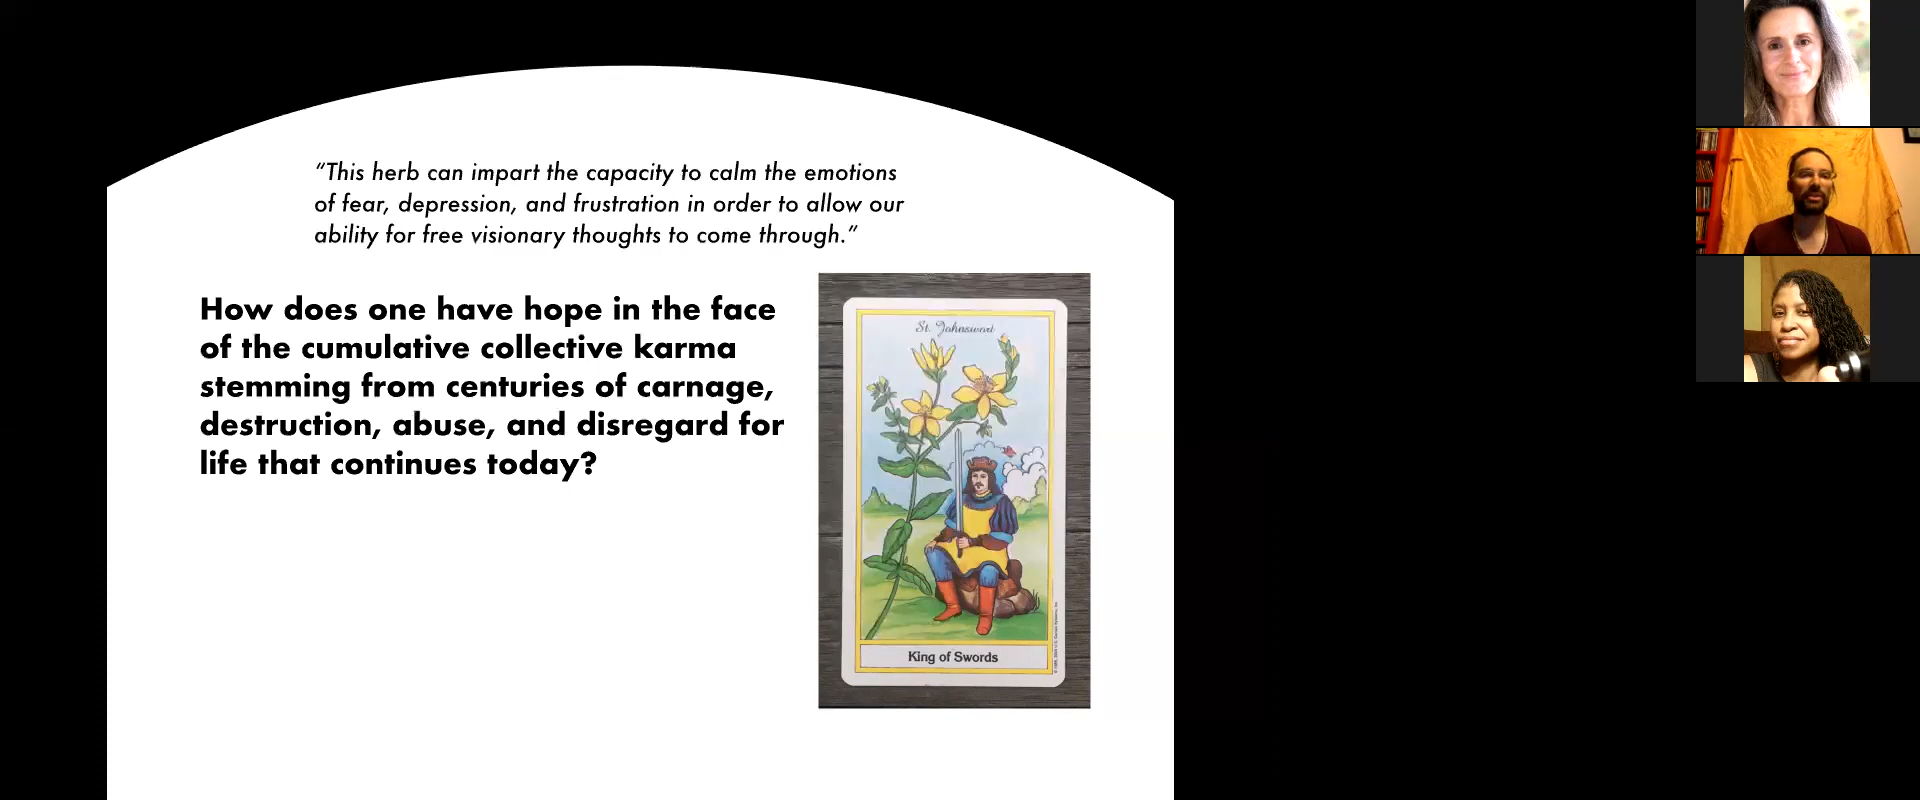 “This herb can impart the capacity to calm the emotions
of fear, depression, and frustration in order to allow our
ability for free visionary thoughts to come through.”
How does one have hope in the face
of the cumulative collective karma
stemming from centuries of carnage,
destruction, abuse, and disregard for
life that continues today?
St. Johnswort
King of Swords